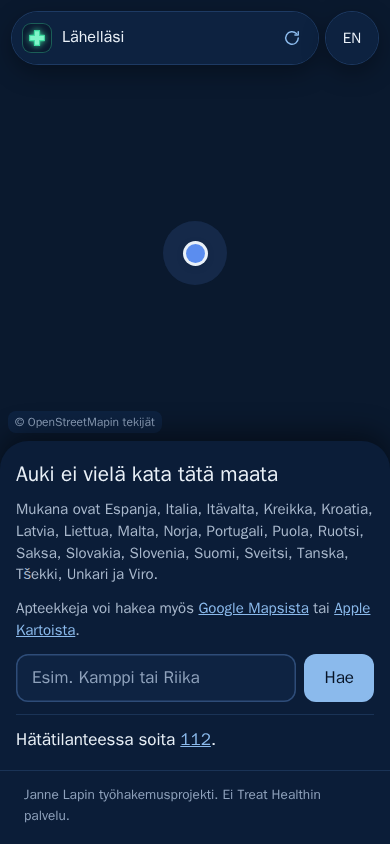 Lähelläsi
EN
© OpenStreetMapin tekijät
Auki ei vielä kata tätä maata
Mukana ovat Espanja, Italia, Itävalta, Kreikka, Kroatia,
Latvia, Liettua, Malta, Norja, Portugali, Puola, Ruotsi,
Saksa, Slovakia, Slovenia, Suomi, Sveitsi, Tanska,
Tšekki, Unkari ja Viro.
Apteekkeja voi hakea myös Google Mapsista tai Apple
Kartoista.
Esim. Kamppi tai Riika
Hae
Hätätilanteessa soita 112.
Janne Lapin työhakemusprojekti. Ei Treat Healthin
palvelu.